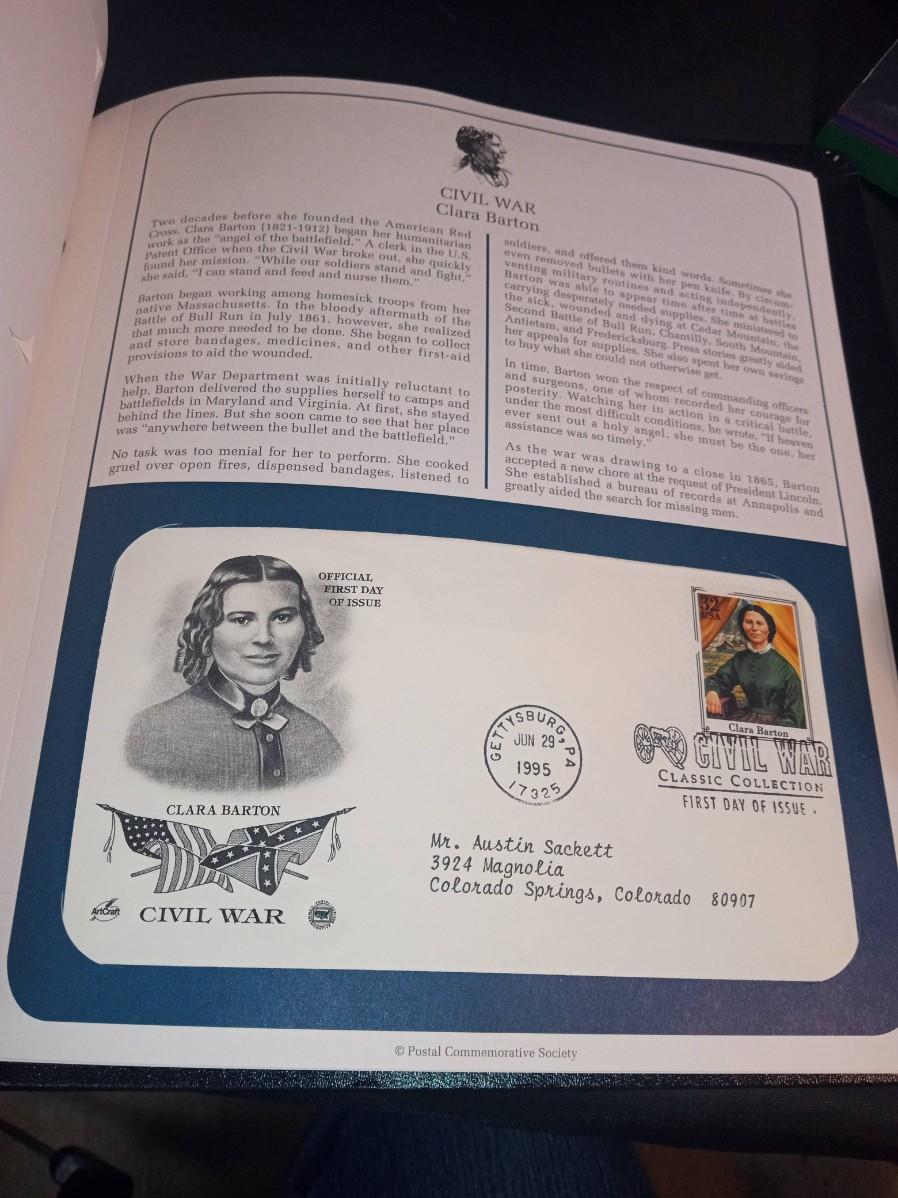 CIVIL WAR
Clara Barton
Two decades before she founded the American Red
Cross, Clara Barton (1821-1912) began her humanitarian
work as the "angel of the battlefield." A clerk in the U.S.
Patent Office when the Civil War broke out, she quickly
found her mission. "While our soldiers stand and fight,"
she said, "I can stand and feed and nurse them."
Barton began working among homesick troops from her
native Massachusetts. In the bloody aftermath of the
Battle of Bull Run in July 1861, however, she realized
that much more needed to be done. She began to collect
and store bandages, medicines, and other first-aid
provisions to aid the wounded.
When the War Department was initially reluctant to
help, Barton delivered the supplies herself to camps and
battlefields in Maryland and Virginia. At first, she stayed
behind the lines. But she soon came to see that her place
was "anywhere between the bullet and the battlefield."
No task was too menial for her to perform. She cooked
gruel over open fires, dispensed bandages, listened to
soldiers, and offered them kind words. Sometimes she
even removed bullets with her pen knife. By circum-
venting military routines and acting independently,
Barton was able to appear time after time at battles
carrying desperately needed supplies. She ministered to
the sick, wounded and dying at Cedar Mountain, the
Second Battle of Bull Run, Chantilly, South Mountain,
Antietam, and Fredericksburg. Press stories greatly aided
her appeals for supplies. She also spent her own savings
to buy what she could not otherwise get.
In time, Barton won the respect of commanding officers
and surgeons, one of whom recorded her courage for
posterity. Watching her in action in a critical battle,
under the most difficult conditions, he wrote, "If heaven
ever sent out a holy angel, she must be the one, her
assistance was so timely."
As the war was drawing to a close in 1865, Barton
accepted a new chore at the request of President Lincoln.
She established a bureau of records at Annapolis and
greatly aided the search for missing men.
OFFICIAL
FIRST DAY
OF ISSUE
32
USA
Clara Barton
GETTYSBURG, PA
JUN 29
1995
17325
CIVIL WAR
CLASSIC COLLECTION
FIRST DAY OF ISSUE
CLARA BARTON
ArtCraft
CIVIL WAR
Mr. Austin Sackett
3924 Magnolia
Colorado Springs, Colorado 80907
© Postal Commemorative Society